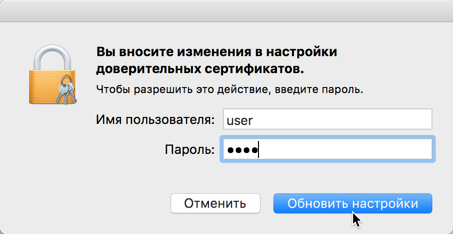 Вы вносите изменения в настройки
доверительных сертификатов.
Чтобы разрешить это действие, введите пароль.
Имя пользователя: user
Пароль: ●●●●
Отменить Обновить настройки